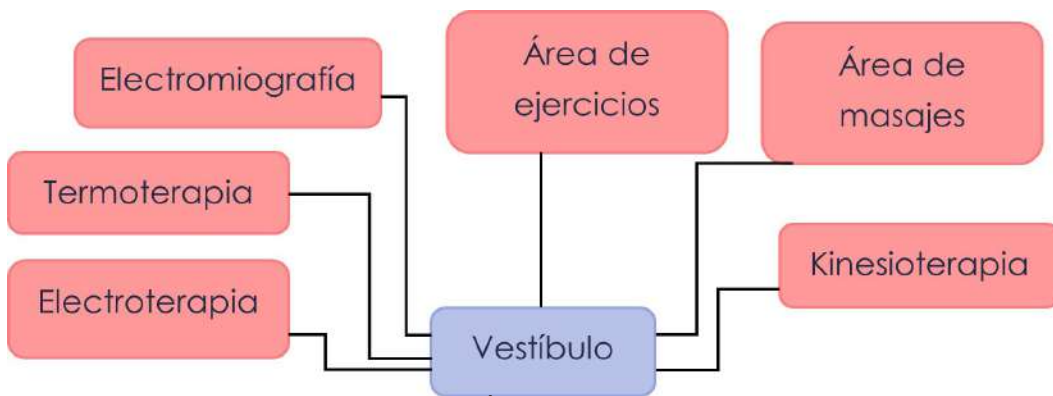 Electromiografía
Área de
ejercicios
Área de
masajes
Termoterapia
Electroterapia
Kinesioterapia
Vestíbulo